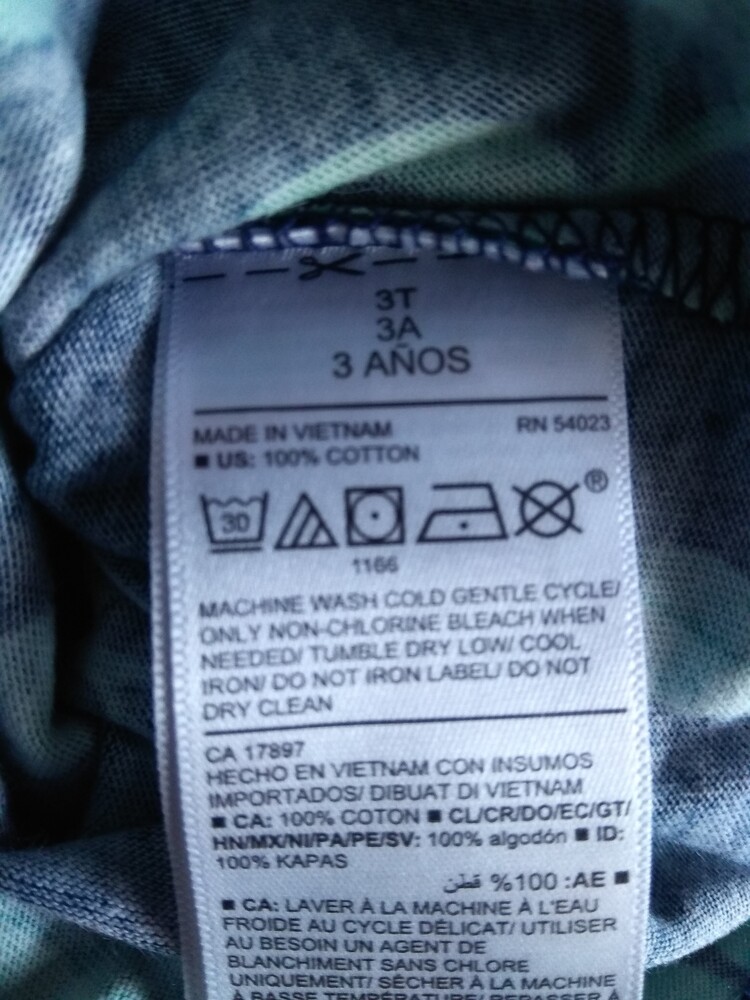 3T
3A
3 AÑOS
MADE IN VIETNAM RN 54023
■ US: 100% COTTON
30 ®
1166
MACHINE WASH COLD GENTLE CYCLE/
ONLY NON-CHLORINE BLEACH WHEN
NEEDED/ TUMBLE DRY LOW/ COOL
IRON/ DO NOT IRON LABEL/ DO NOT
DRY CLEAN
CA 17897
HECHO EN VIETNAM CON INSUMOS
IMPORTADOS/ DIBUAT DI VIETNAM
■ CA: 100% COTON ■ CL/CR/DO/EC/GT/
HN/MX/NI/PA/PE/SV: 100% algodón ■ ID:
100% KAPAS
■ AE: 100% قطن
■ CA: LAVER À LA MACHINE À L'EAU
FROIDE AU CYCLE DÉLICAT/ UTILISER
AU BESOIN UN AGENT DE
BLANCHIMENT SANS CHLORE
UNIQUEMENT/ SÉCHER À LA MACHINE
À BASSE TEMPÉRATURE/ REPASSER À